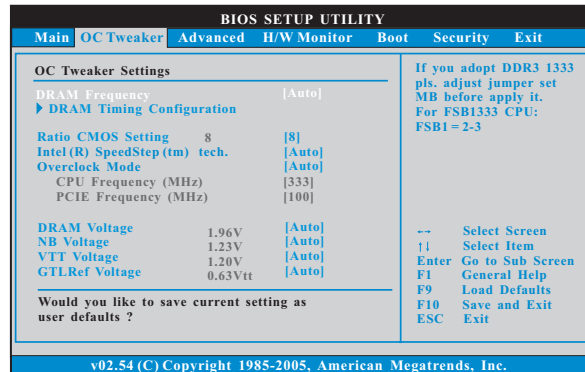 BIOS SETUP UTILITY
Main OC Tweaker Advanced H/W Monitor Boot Security Exit
OC Tweaker Settings
DRAM Frequency [Auto]
DRAM Timing Configuration
Ratio CMOS Setting 8 [8]
Intel (R) SpeedStep (tm) tech. [Auto]
Overclock Mode [Auto]
CPU Frequency (MHz) [333]
PCIE Frequency (MHz) [100]
DRAM Voltage 1.96V [Auto]
NB Voltage 1.23V [Auto]
VTT Voltage 1.20V [Auto]
GTLRef Voltage 0.63Vtt [Auto]
Would you like to save current setting as
user defaults ?
If you adopt DDR3 1333
pls. adjust jumper set
MB before apply it.
For FSB1333 CPU:
FSB1 = 2-3
←→ Select Screen
↑↓ Select Item
Enter Go to Sub Screen
F1 General Help
F9 Load Defaults
F10 Save and Exit
ESC Exit
v02.54 (C) Copyright 1985-2005, American Megatrends, Inc.